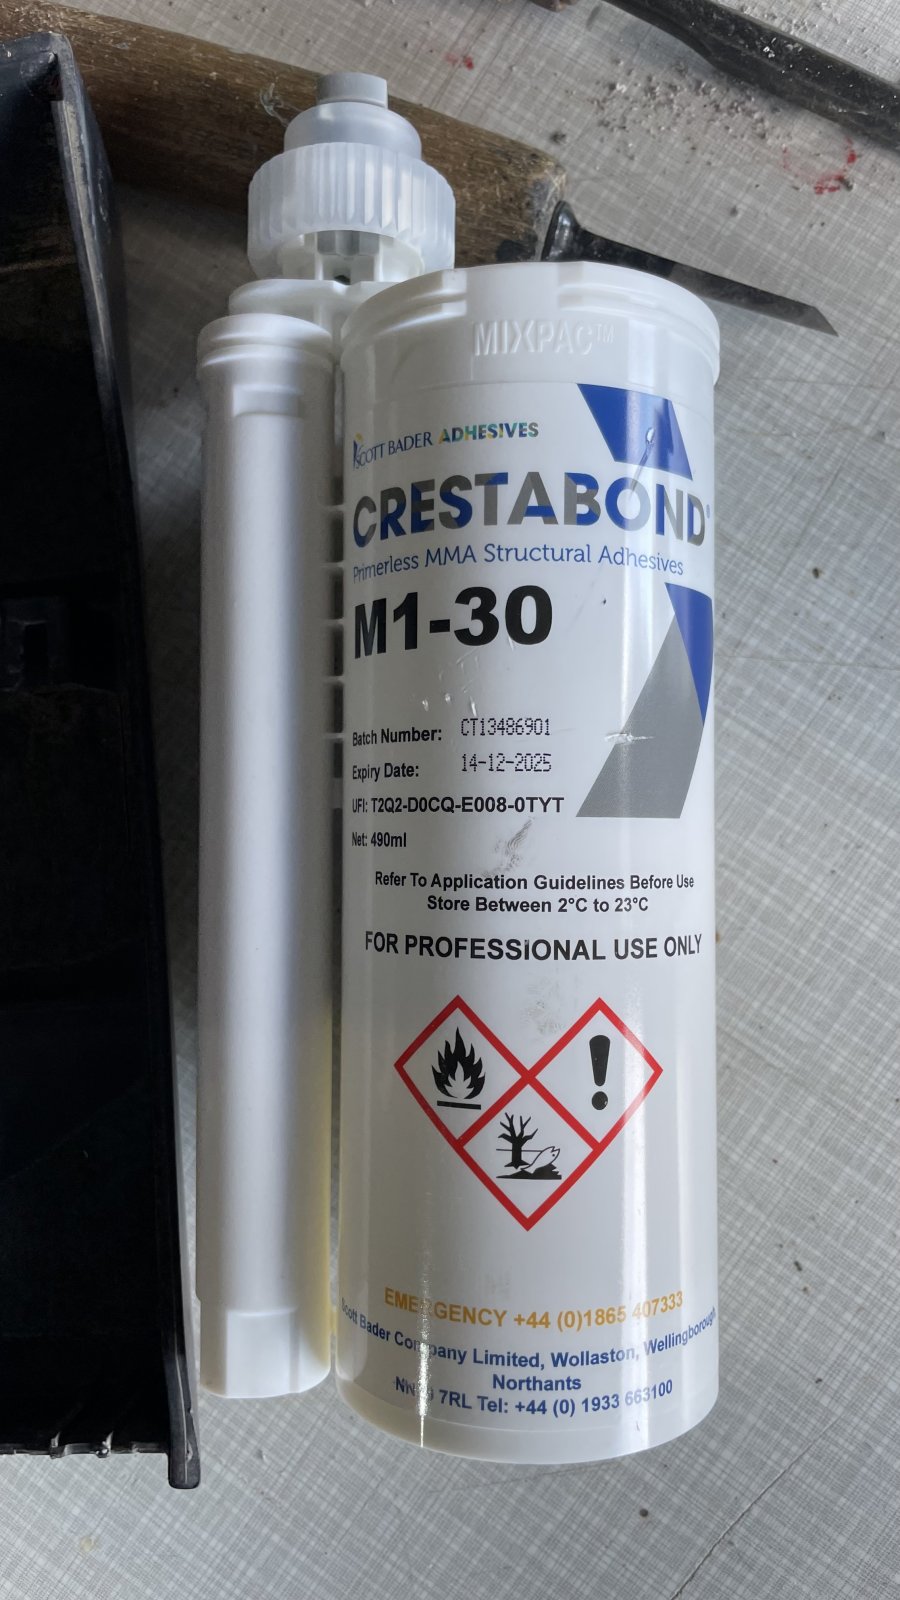 MIXPAC™
SCOTT BADER ADHESIVES
CRESTABOND®
Primerless MMA Structural Adhesives
M1-30
Batch Number: CT13486901
Expiry Date: 14-12-2025
UFI: T2Q2-D0CQ-E008-0TYT
Net: 490ml
Refer To Application Guidelines Before Use
Store Between 2°C to 23°C
FOR PROFESSIONAL USE ONLY
EMERGENCY +44 (0)1865 407333
Scott Bader Company Limited, Wollaston, Wellingborough
Northants
7RL Tel: +44 (0) 1933 663100